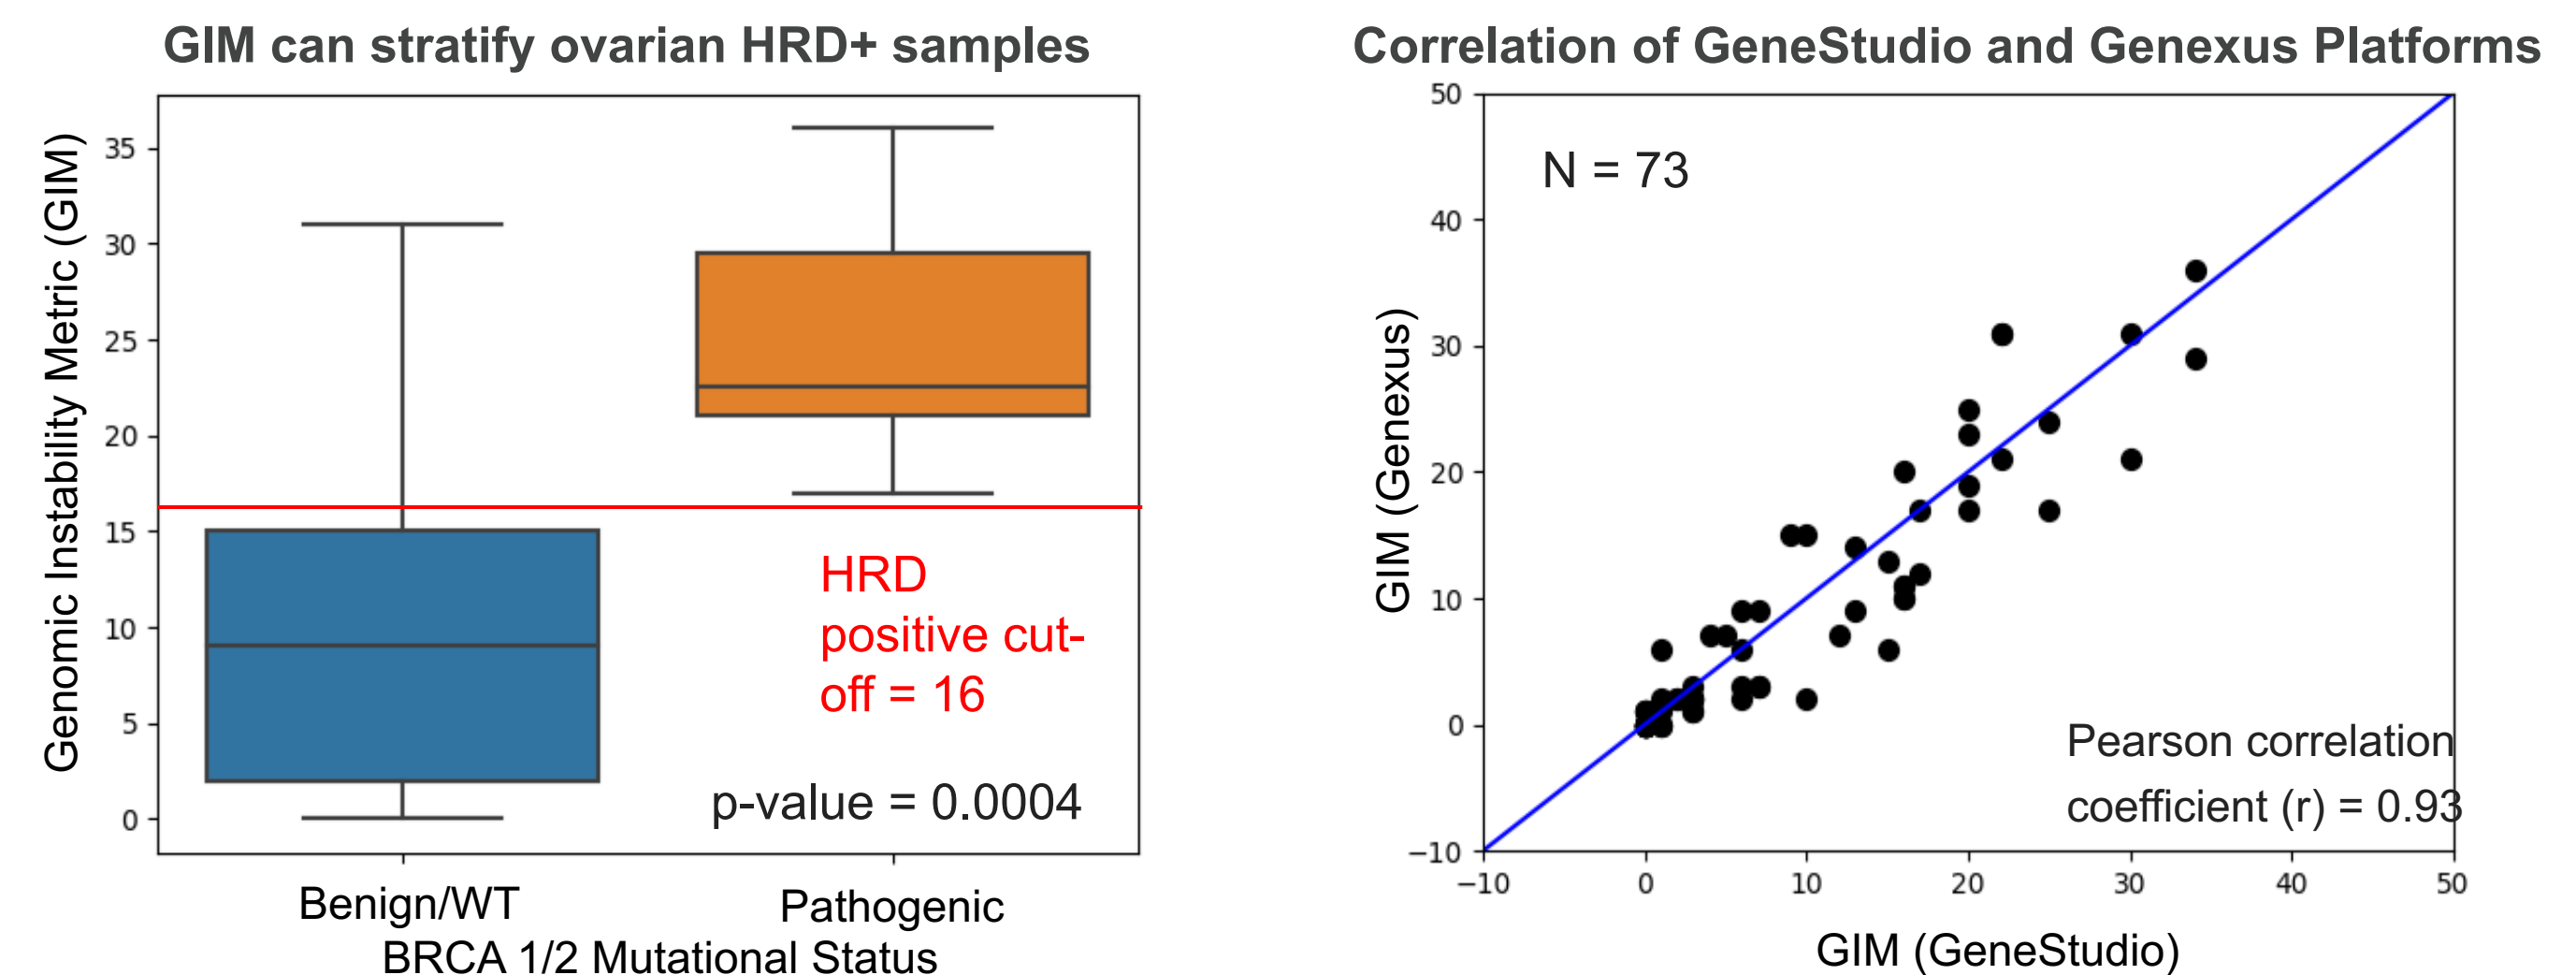 GIM can stratify ovarian HRD+ samples
Genomic Instability Metric (GIM)
35
30
25
20
15
10
5
0
HRD
positive cut-
off = 16
p-value = 0.0004
Benign/WT
Pathogenic
BRCA 1/2 Mutational Status
Correlation of GeneStudio and Genexus Platforms
GIM (Genexus)
50
40
30
20
10
0
−10
N = 73
Pearson correlation
coefficient (r) = 0.93
−10 0 10 20 30 40 50
GIM (GeneStudio)